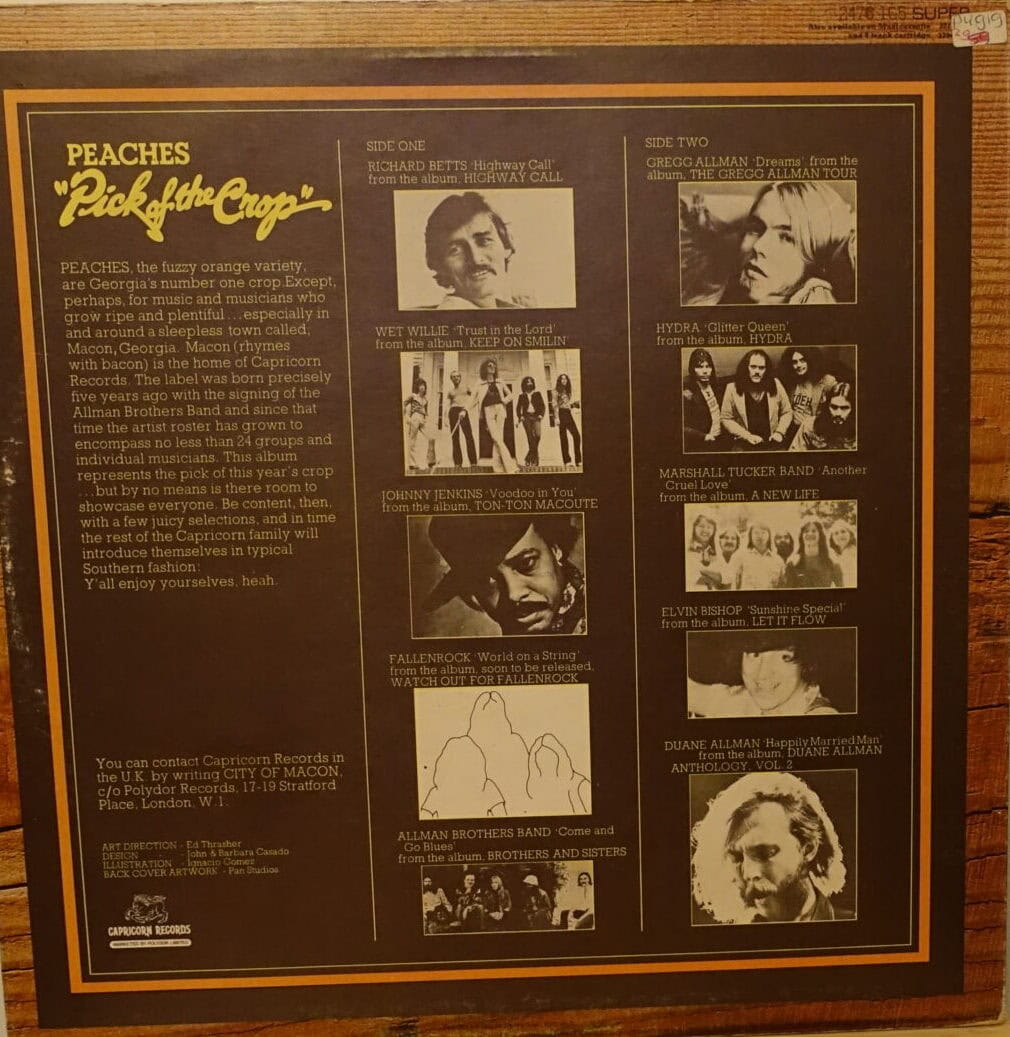 2476 105 SUPER
Also available on Musicassette
and 8 track cartridge
PEACHES
"Pick of the Crop"
PEACHES, the fuzzy orange variety,
are Georgia's number one crop. Except,
perhaps, for music and musicians who
grow ripe and plentiful...especially in
and around a sleepless town called,
Macon, Georgia. Macon (rhymes
with bacon) is the home of Capricorn
Records. The label was born precisely
five years ago with the signing of the
Allman Brothers Band and since that
time the artist roster has grown to
encompass no less than 24 groups and
individual musicians. This album
represents the pick of this year's crop
...but by no means is there room to
showcase everyone. Be content, then,
with a few juicy selections, and in time
the rest of the Capricorn family will
introduce themselves in typical
Southern fashion:
Y'all enjoy yourselves, heah.
You can contact Capricorn Records in
the U.K. by writing CITY OF MACON,
c/o Polydor Records, 17-19 Stratford
Place, London, W.1.
ART DIRECTION - Ed Thrasher
DESIGN - John & Barbara Casado
ILLUSTRATION - Ignacio Gomez
BACK COVER ARTWORK - Pan Studios
CAPRICORN RECORDS
MARKETED BY POLYDOR LIMITED
SIDE ONE
RICHARD BETTS 'Highway Call'
from the album, HIGHWAY CALL
WET WILLIE 'Trust in the Lord'
from the album, KEEP ON SMILIN'
JOHNNY JENKINS 'Voodoo in You'
from the album, TON-TON MACOUTE
FALLENROCK 'World on a String'
from the album, soon to be released,
WATCH OUT FOR FALLENROCK
ALLMAN BROTHERS BAND 'Come and
Go Blues'
from the album, BROTHERS AND SISTERS
SIDE TWO
GREGG ALLMAN 'Dreams' from the
album, THE GREGG ALLMAN TOUR
HYDRA 'Glitter Queen'
from the album, HYDRA
MARSHALL TUCKER BAND 'Another
Cruel Love'
from the album, A NEW LIFE
ELVIN BISHOP 'Sunshine Special'
from the album, LET IT FLOW
DUANE ALLMAN 'Happily Married Man'
from the album, DUANE ALLMAN
ANTHOLOGY, VOL. 2